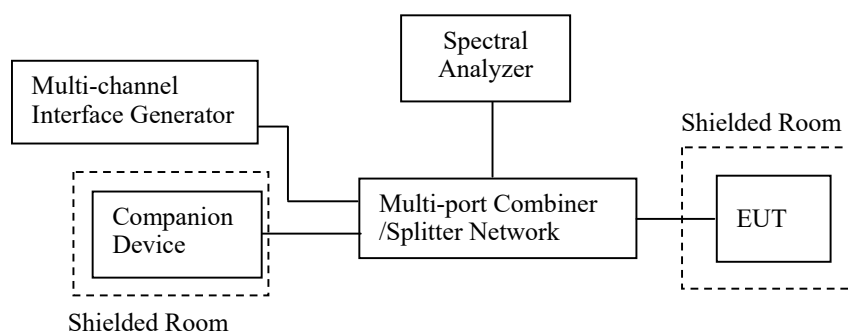 Spectral
Analyzer
Multi-channel
Interface Generator
Shielded Room
Companion
Device
Multi-port Combiner
/Splitter Network
EUT
Shielded Room